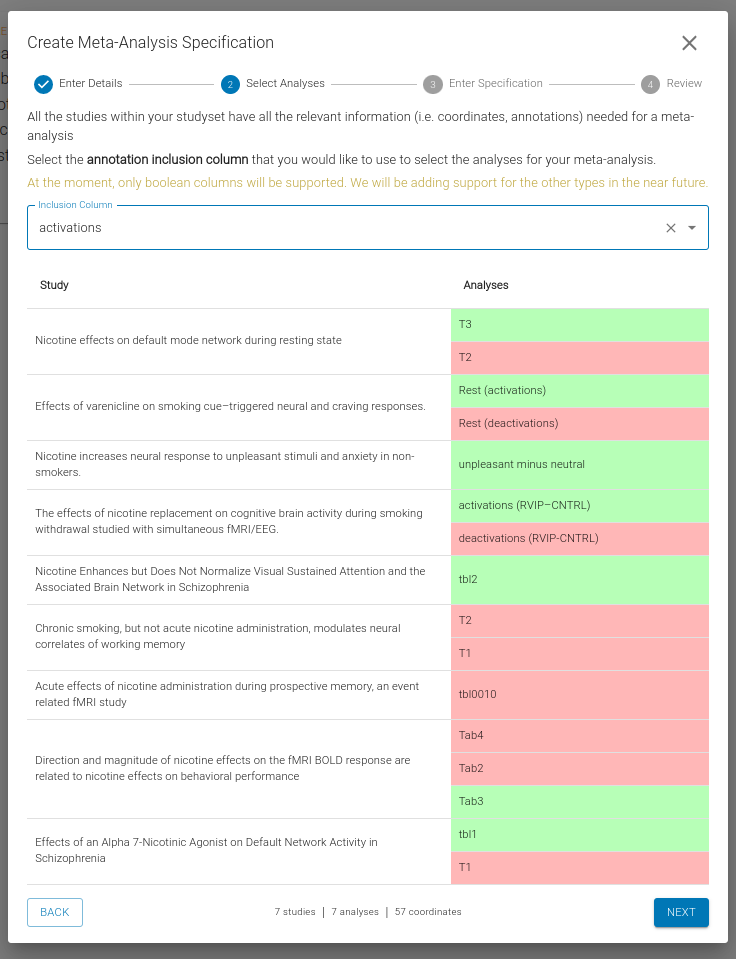 Create Meta-Analysis Specification
Enter Details
2 Select Analyses
3 Enter Specification
4 Review
All the studies within your studyset have all the relevant information (i.e. coordinates, annotations) needed for a meta-
analysis
Select the annotation inclusion column that you would like to use to select the analyses for your meta-analysis.
At the moment, only boolean columns will be supported. We will be adding support for the other types in the near future.
Inclusion Column
activations
Study
Analyses
Nicotine effects on default mode network during resting state
T3
T2
Effects of varenicline on smoking cue–triggered neural and craving responses.
Rest (activations)
Rest (deactivations)
Nicotine increases neural response to unpleasant stimuli and anxiety in non-
smokers.
unpleasant minus neutral
The effects of nicotine replacement on cognitive brain activity during smoking
withdrawal studied with simultaneous fMRI/EEG.
activations (RVIP–CNTRL)
deactivations (RVIP-CNTRL)
Nicotine Enhances but Does Not Normalize Visual Sustained Attention and the
Associated Brain Network in Schizophrenia
tbl2
Chronic smoking, but not acute nicotine administration, modulates neural
correlates of working memory
T2
T1
Acute effects of nicotine administration during prospective memory, an event
related fMRI study
tbl0010
Direction and magnitude of nicotine effects on the fMRI BOLD response are
related to nicotine effects on behavioral performance
Tab4
Tab2
Tab3
Effects of an Alpha 7-Nicotinic Agonist on Default Network Activity in
Schizophrenia
tbl1
T1
BACK
7 studies | 7 analyses | 57 coordinates
NEXT